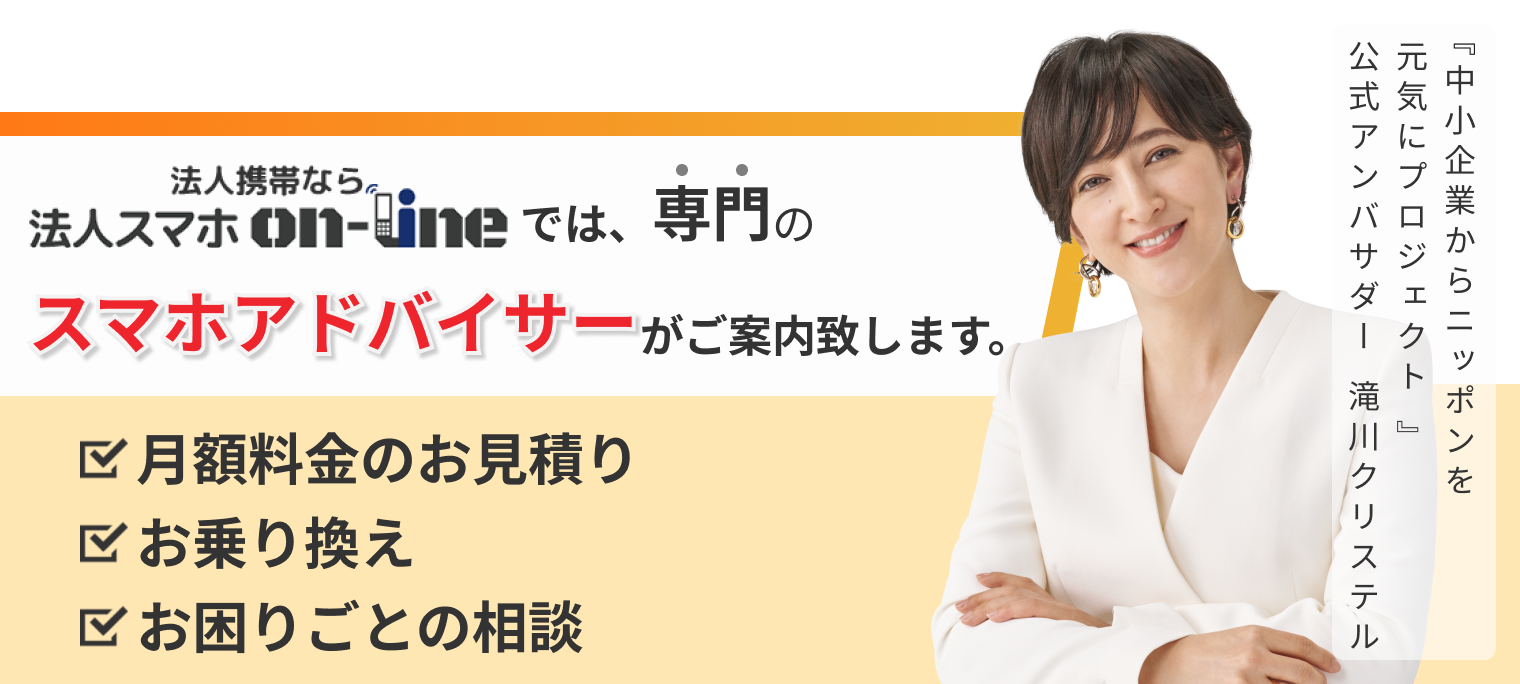 法人携帯なら
法人スマホ on-line では、専門の
スマホアドバイザーがご案内致します。
月額料金のお見積り
お乗り換え
お困りごとの相談
『中小企業からニッポンを
元気にプロジェクト』
公式アンバサダー 滝川クリステル